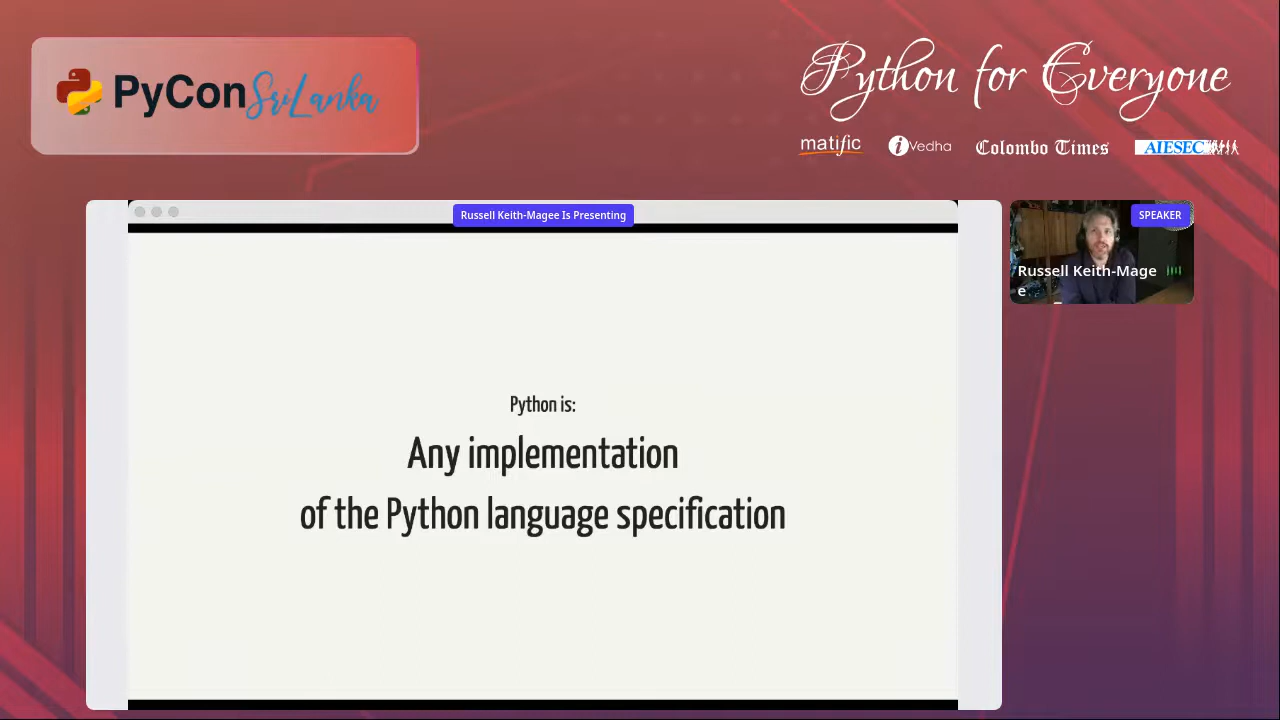 PyCon SriLanka
Python for Everyone
matific
iVedha
Colombo Times
AIESEC
Russell Keith-Magee Is Presenting
SPEAKER
Russell Keith-Mage
e
Python is:
Any implementation
of the Python language specification